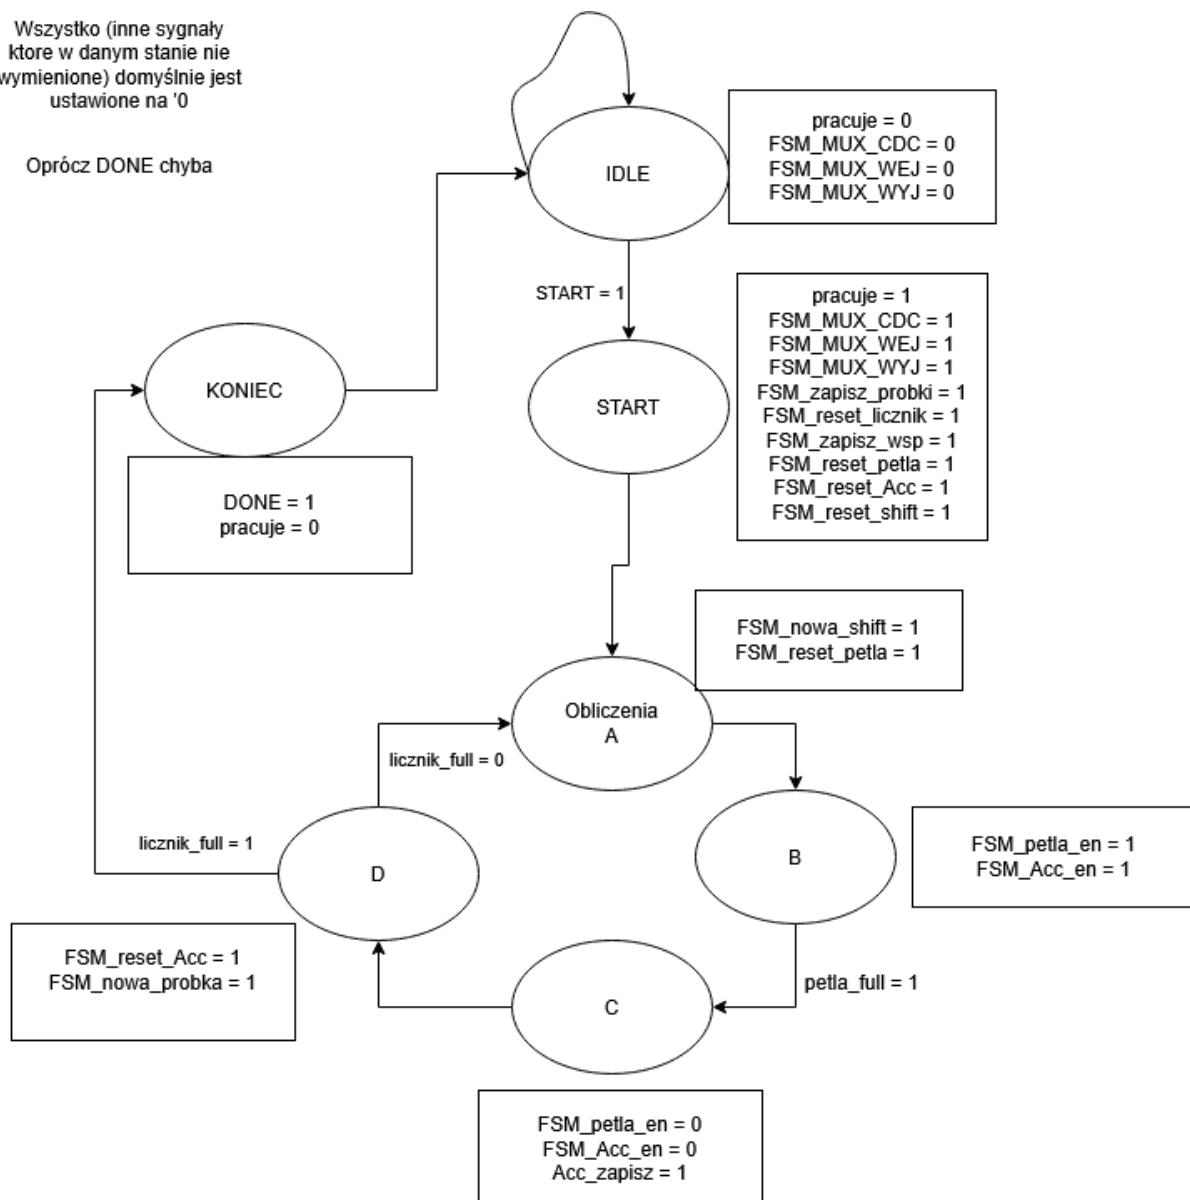 Wszystko (inne sygnały
ktore w danym stanie nie
wymienione) domyślnie jest
ustawione na '0
Oprócz DONE chyba
IDLE
pracuje = 0
FSM_MUX_CDC = 0
FSM_MUX_WEJ = 0
FSM_MUX_WYJ = 0
START = 1
START
pracuje = 1
FSM_MUX_CDC = 1
FSM_MUX_WEJ = 1
FSM_MUX_WYJ = 1
FSM_zapisz_probki = 1
FSM_reset_licznik = 1
FSM_zapisz_wsp = 1
FSM_reset_petla = 1
FSM_reset_Acc = 1
FSM_reset_shift = 1
KONIEC
DONE = 1
pracuje = 0
FSM_nowa_shift = 1
FSM_reset_petla = 1
Obliczenia
A
licznik_full = 0
B
FSM_petla_en = 1
FSM_Acc_en = 1
licznik_full = 1
D
FSM_reset_Acc = 1
FSM_nowa_probka = 1
petla_full = 1
C
FSM_petla_en = 0
FSM_Acc_en = 0
Acc_zapisz = 1